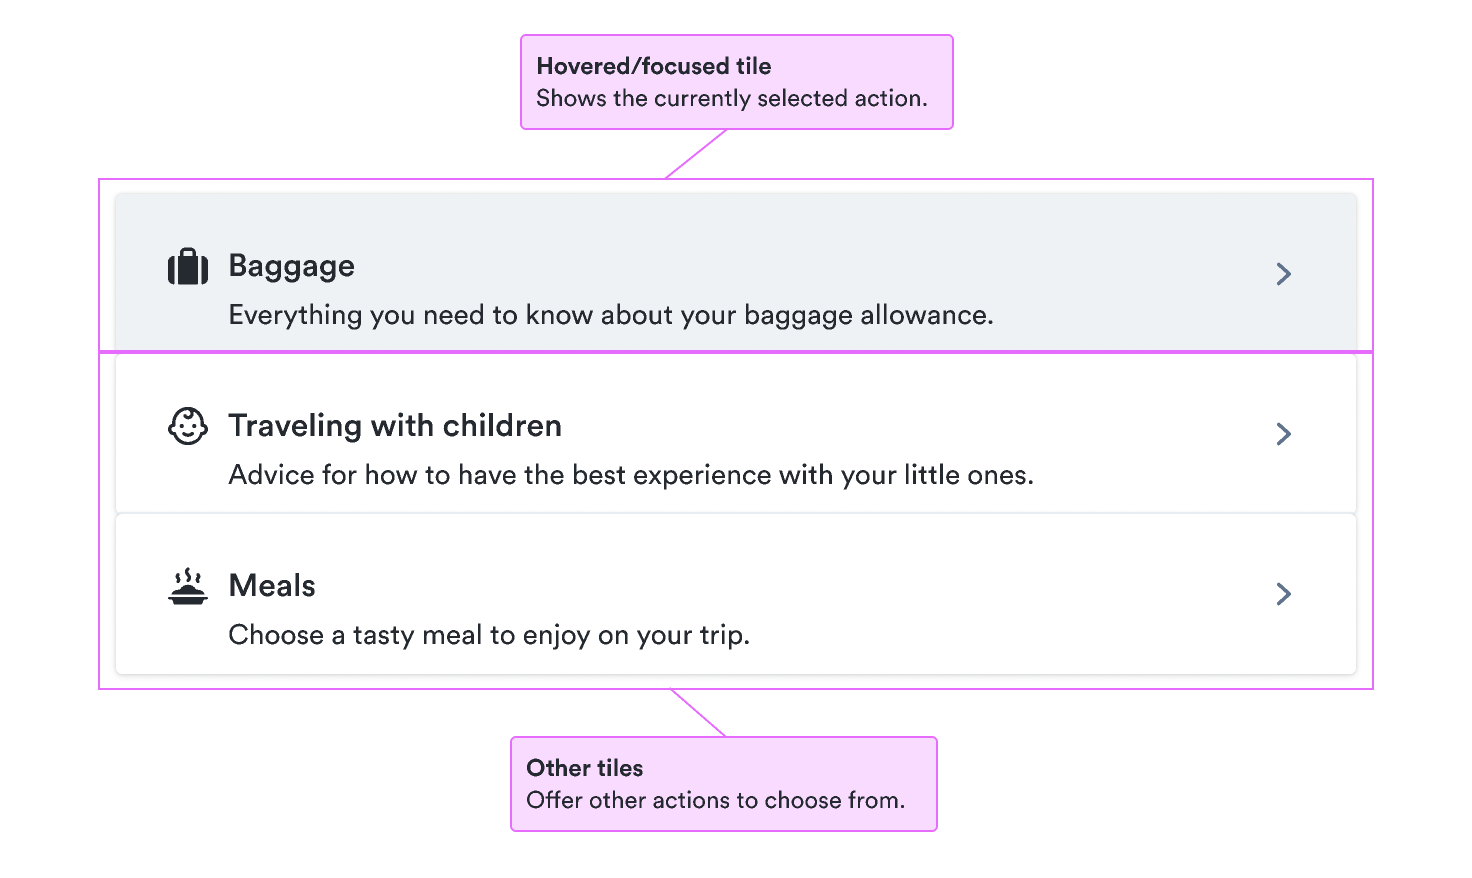 Hovered/focused tile
Shows the currently selected action.
Baggage
Everything you need to know about your baggage allowance.
Traveling with children
Advice for how to have the best experience with your little ones.
Meals
Choose a tasty meal to enjoy on your trip.
Other tiles
Offer other actions to choose from.